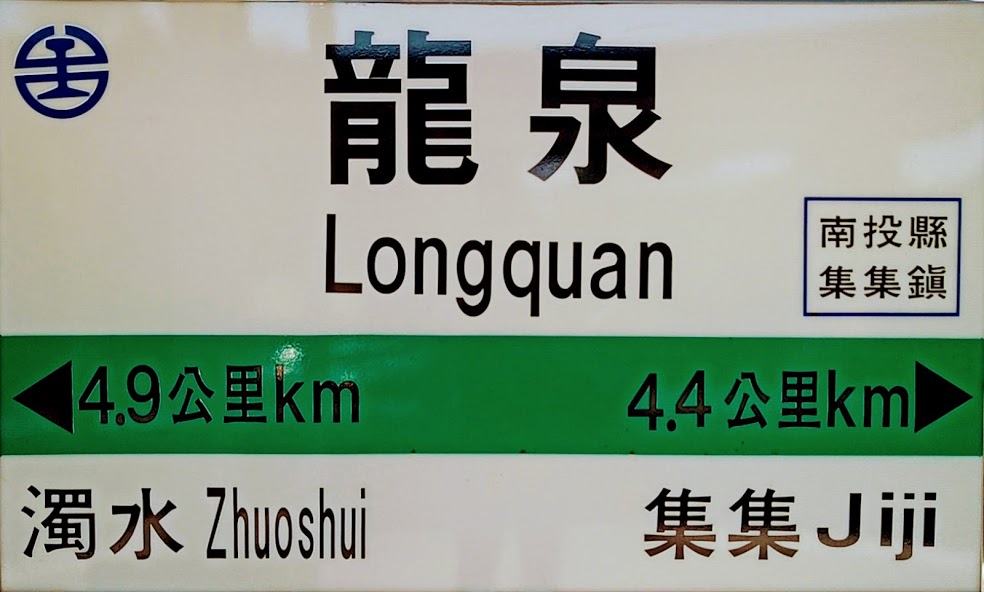 龍泉
Longquan
南投縣
集集鎮
4.9公里km
4.4公里km
濁水 Zhuoshui
集集 Jiji